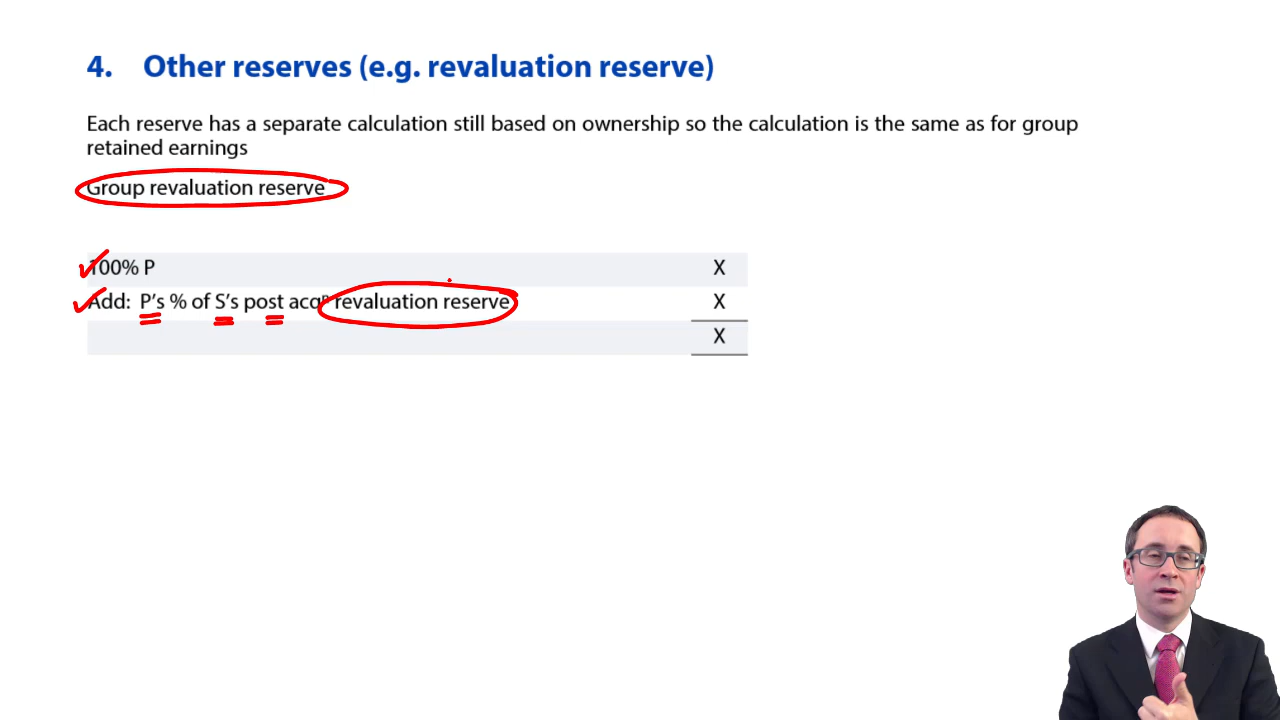 4. Other reserves (e.g. revaluation reserve)
Each reserve has a separate calculation still based on ownership so the calculation is the same as for group
retained earnings
Group revaluation reserve
100% P X
Add: P's % of S's post acqⁿ revaluation reserve X
X